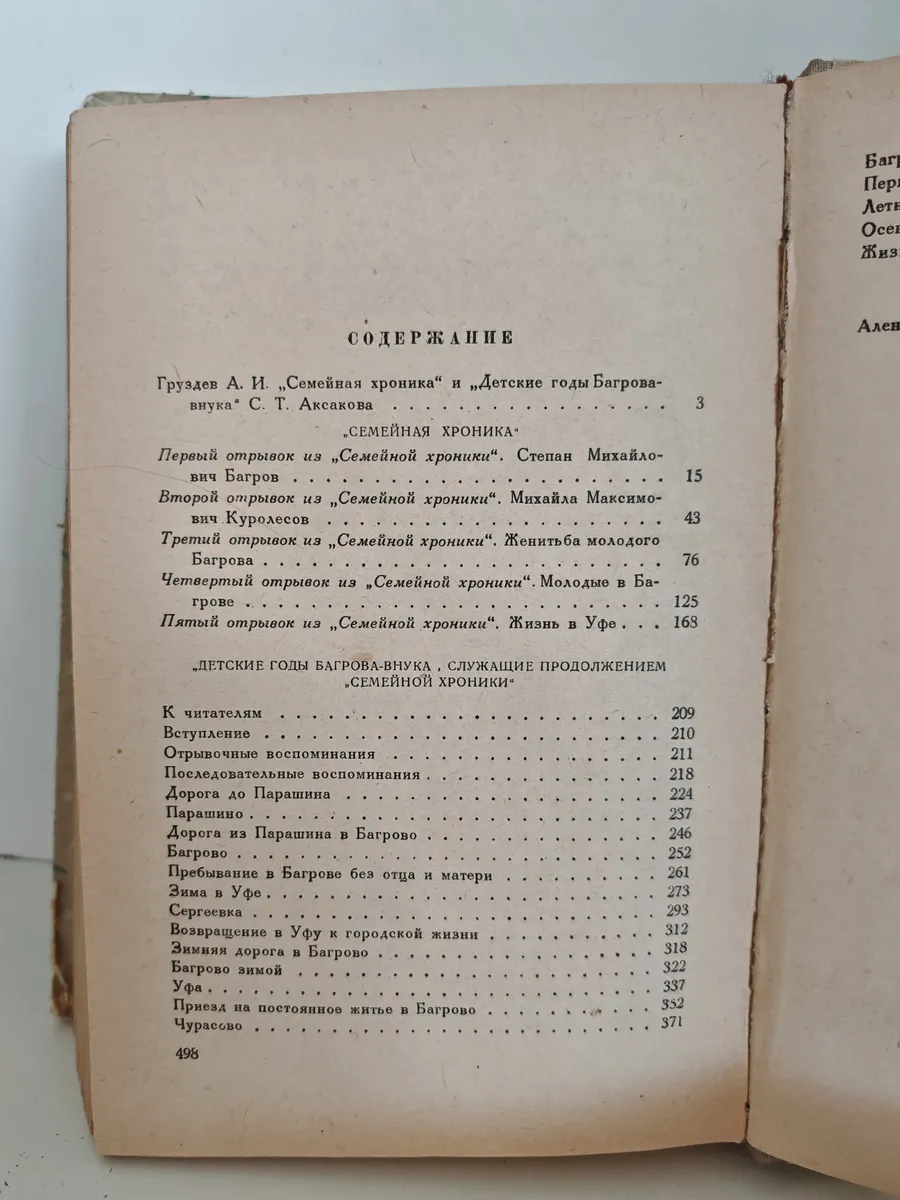 СОДЕРЖАНИЕ
Груздев А. И. „Семейная хроника“ и „Детские годы Багрова-
внука“ С. Т. Аксакова . . . . . . . . . . . . . . . . . 3
„СЕМЕЙНАЯ ХРОНИКА“
Первый отрывок из „Семейной хроники“. Степан Михайло-
вич Багров . . . . . . . . . . . . . . . . . . . . . 15
Второй отрывок из „Семейной хроники“. Михайла Максимо-
вич Куролесов . . . . . . . . . . . . . . . . . . . 43
Третий отрывок из „Семейной хроники“. Женитьба молодого
Багрова . . . . . . . . . . . . . . . . . . . . . . 76
Четвертый отрывок из „Семейной хроники“. Молодые в Ба-
грове . . . . . . . . . . . . . . . . . . . . . . . 125
Пятый отрывок из „Семейной хроники“. Жизнь в Уфе . . . 168
„ДЕТСКИЕ ГОДЫ БАГРОВА-ВНУКА , СЛУЖАЩИЕ ПРОДОЛЖЕНИЕМ
„СЕМЕЙНОЙ ХРОНИКИ“
К читателям . . . . . . . . . . . . . . . . . . . . 209
Вступление . . . . . . . . . . . . . . . . . . . . 210
Отрывочные воспоминания . . . . . . . . . . . . . . 211
Последовательные воспоминания . . . . . . . . . . . 218
Дорога до Парашина . . . . . . . . . . . . . . . . 224
Парашино . . . . . . . . . . . . . . . . . . . . . 237
Дорога из Парашина в Багрово . . . . . . . . . . . 246
Багрово . . . . . . . . . . . . . . . . . . . . . 252
Пребывание в Багрове без отца и матери . . . . . . . 261
Зима в Уфе . . . . . . . . . . . . . . . . . . . . 273
Сергеевка . . . . . . . . . . . . . . . . . . . . 293
Возвращение в Уфу к городской жизни . . . . . . . . 312
Зимняя дорога в Багрово . . . . . . . . . . . . . . 318
Багрово зимой . . . . . . . . . . . . . . . . . . 322
Уфа . . . . . . . . . . . . . . . . . . . . . . . 337
Приезд на постоянное житье в Багрово . . . . . . . . 352
Чурасово . . . . . . . . . . . . . . . . . . . . . 371
498
Баг
Пер
Летн
Осен
Жиз
Ален